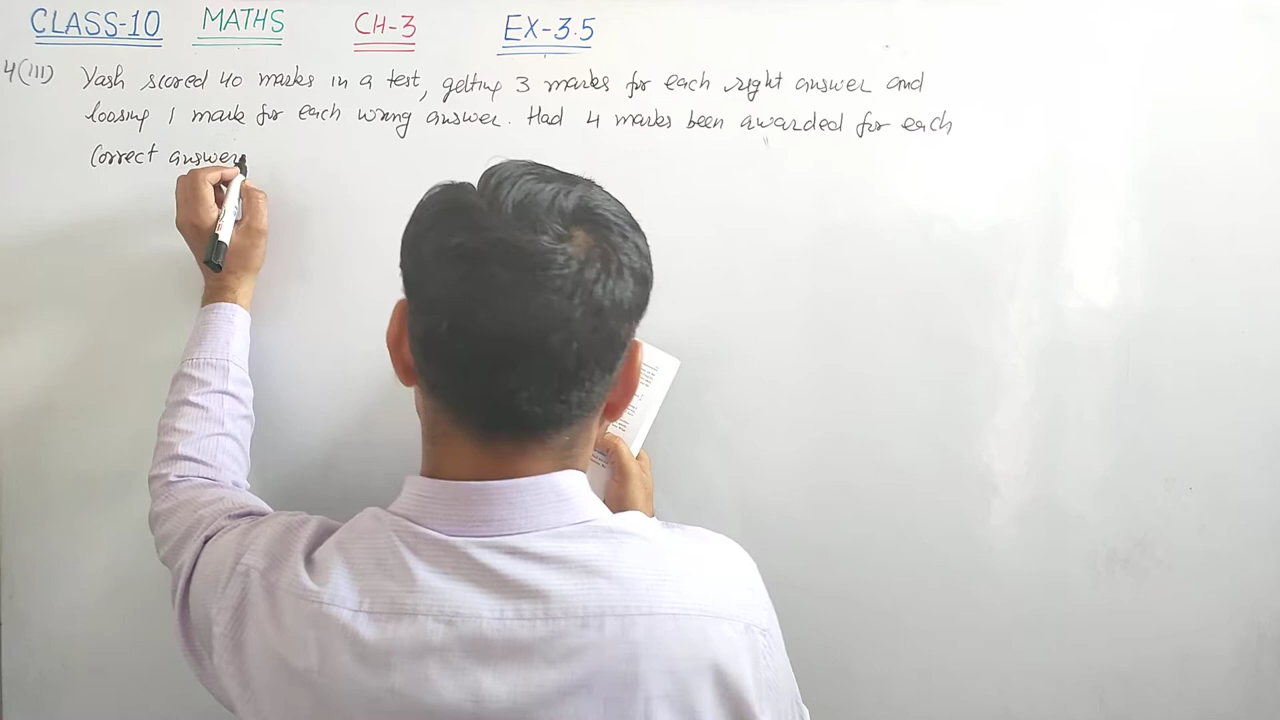 CLASS-10 MATHS CH-3 EX-3.5
4(iii) Yash scored 40 marks in a test, getting 3 marks for each right answer and
loosing 1 mark for each wrong answer. Had 4 marks been awarded for each
correct answer